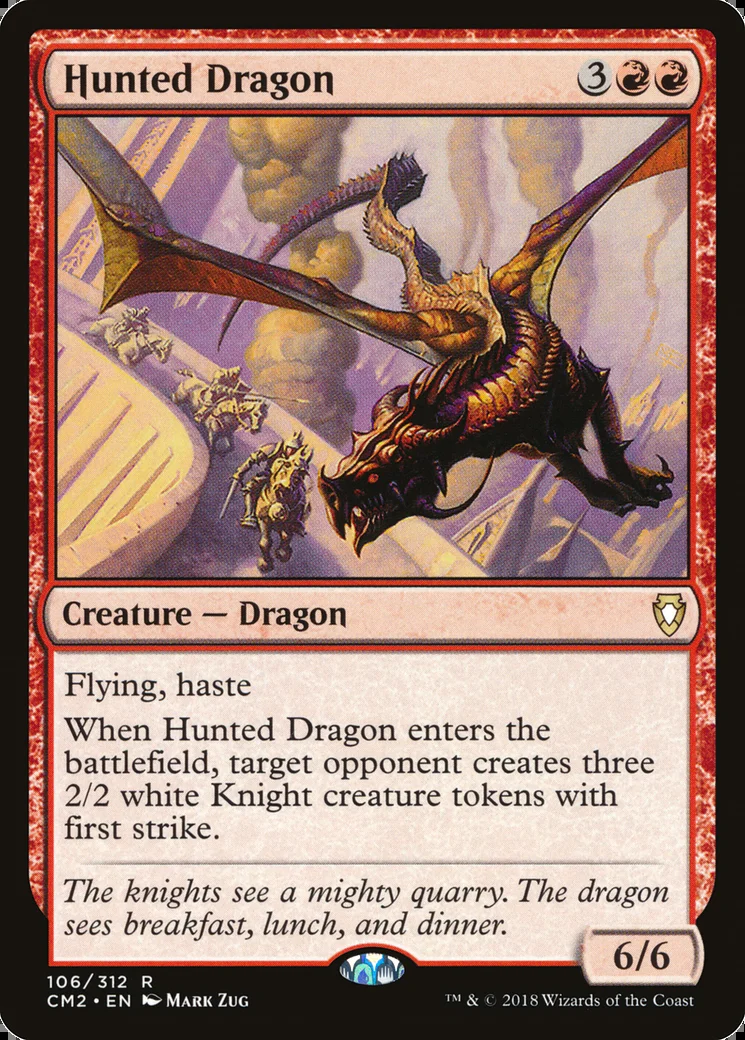 Hunted Dragon
3
Creature — Dragon
Flying, haste
When Hunted Dragon enters the
battlefield, target opponent creates three
2/2 white Knight creature tokens with
first strike.
The knights see a mighty quarry. The dragon
sees breakfast, lunch, and dinner.
6/6
106/312 R
CM2 • EN Mark Zug
™ & © 2018 Wizards of the Coast